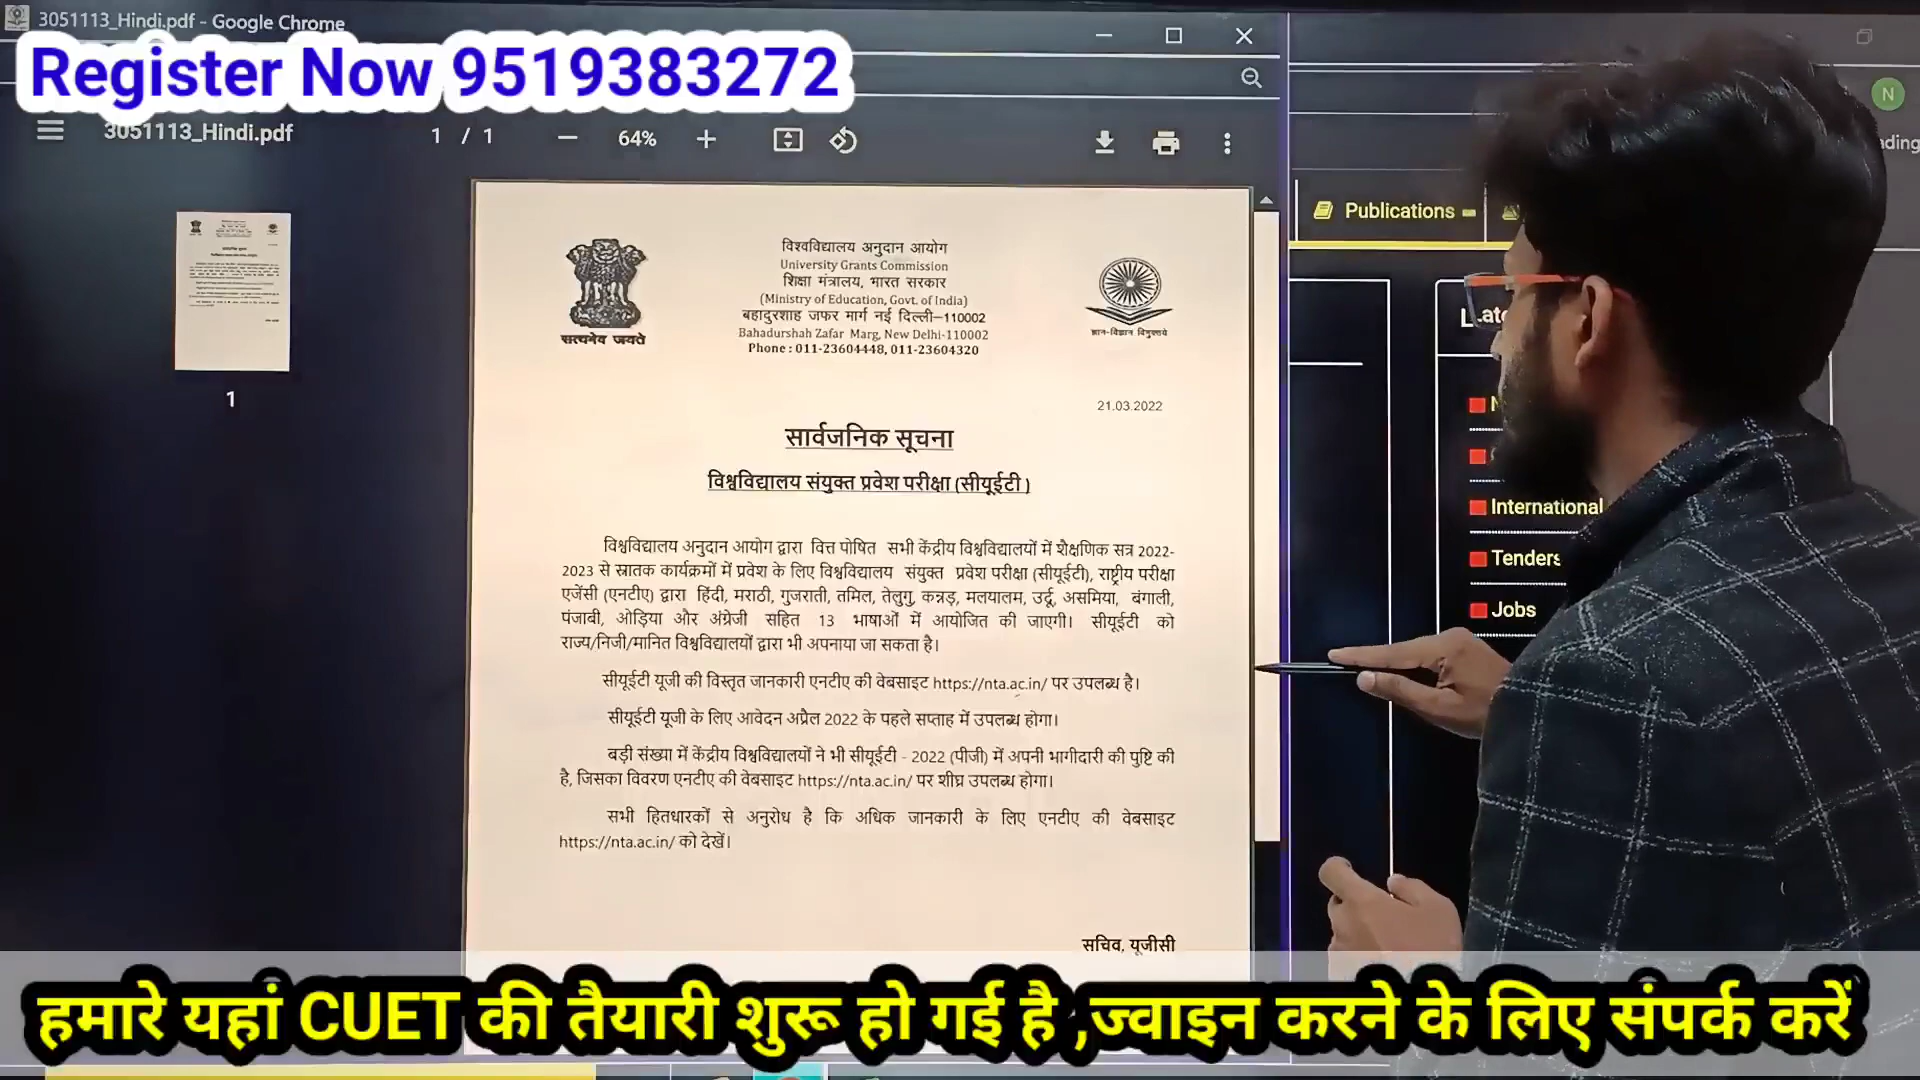 3051113_Hindi.pdf - Google Chrome
Register Now 9519383272
3051113_Hindi.pdf
1 / 1
64%
N
ading
Publications
विश्वविद्यालय अनुदान आयोग
University Grants Commission
शिक्षा मंत्रालय, भारत सरकार
(Ministry of Education, Govt. of India)
बहादुरशाह जफर मार्ग नई दिल्ली–110002
Bahadurshah Zafar Marg, New Delhi-110002
Phone : 011-23604448, 011-23604320
सत्यमेव जयते
ज्ञान-विज्ञान विमुक्तये
21.03.2022
सार्वजनिक सूचना
विश्वविद्यालय संयुक्त प्रवेश परीक्षा (सीयूईटी )
विश्वविद्यालय अनुदान आयोग द्वारा वित्त पोषित सभी केंद्रीय विश्वविद्यालयों में शैक्षणिक सत्र 2022-
2023 से स्नातक कार्यक्रमों में प्रवेश के लिए विश्वविद्यालय संयुक्त प्रवेश परीक्षा (सीयूईटी), राष्ट्रीय परीक्षा
एजेंसी (एनटीए) द्वारा हिंदी, मराठी, गुजराती, तमिल, तेलुगु, कन्नड़, मलयालम, उर्दू, असमिया, बंगाली,
पंजाबी, ओड़िया और अंग्रेजी सहित 13 भाषाओं में आयोजित की जाएगी। सीयूईटी को
राज्य/निजी/मानित विश्वविद्यालयों द्वारा भी अपनाया जा सकता है।
सीयूईटी यूजी की विस्तृत जानकारी एनटीए की वेबसाइट https://nta.ac.in/ पर उपलब्ध है।
सीयूईटी यूजी के लिए आवेदन अप्रैल 2022 के पहले सप्ताह में उपलब्ध होगा।
बड़ी संख्या में केंद्रीय विश्वविद्यालयों ने भी सीयूईटी - 2022 (पीजी) में अपनी भागीदारी की पुष्टि की
है, जिसका विवरण एनटीए की वेबसाइट https://nta.ac.in/ पर शीघ्र उपलब्ध होगा।
सभी हितधारकों से अनुरोध है कि अधिक जानकारी के लिए एनटीए की वेबसाइट
https://nta.ac.in/ को देखें।
सचिव, यूजीसी
1
International
Tenders
Jobs
हमारे यहां CUET की तैयारी शुरू हो गई है ,ज्वाइन करने के लिए संपर्क करें